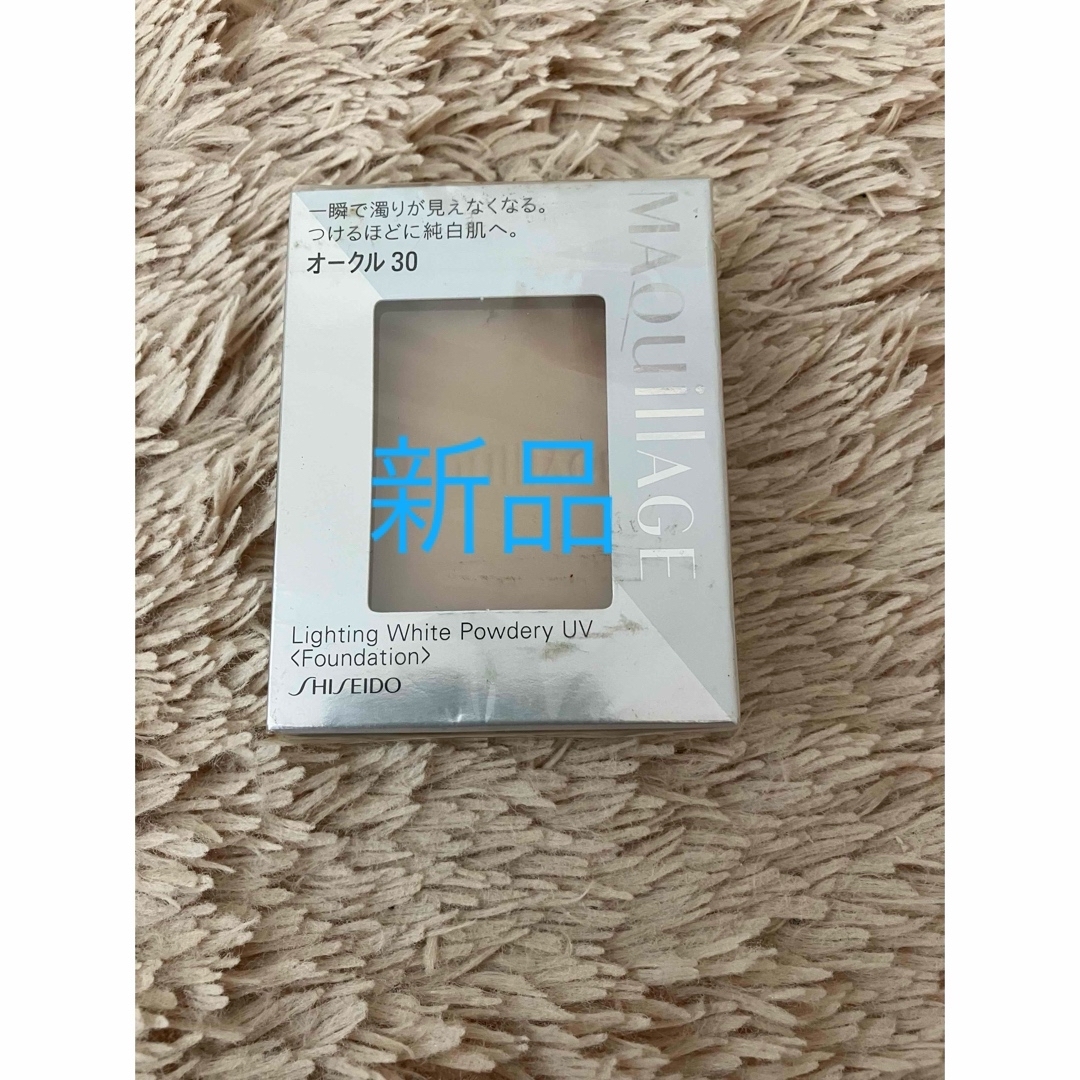 一瞬で濁りが見えなくなる。
つけるほどに純白肌へ。
オークル 30
MAQuillAGE
新品
Lighting White Powdery UV
<Foundation>
SHISEIDO